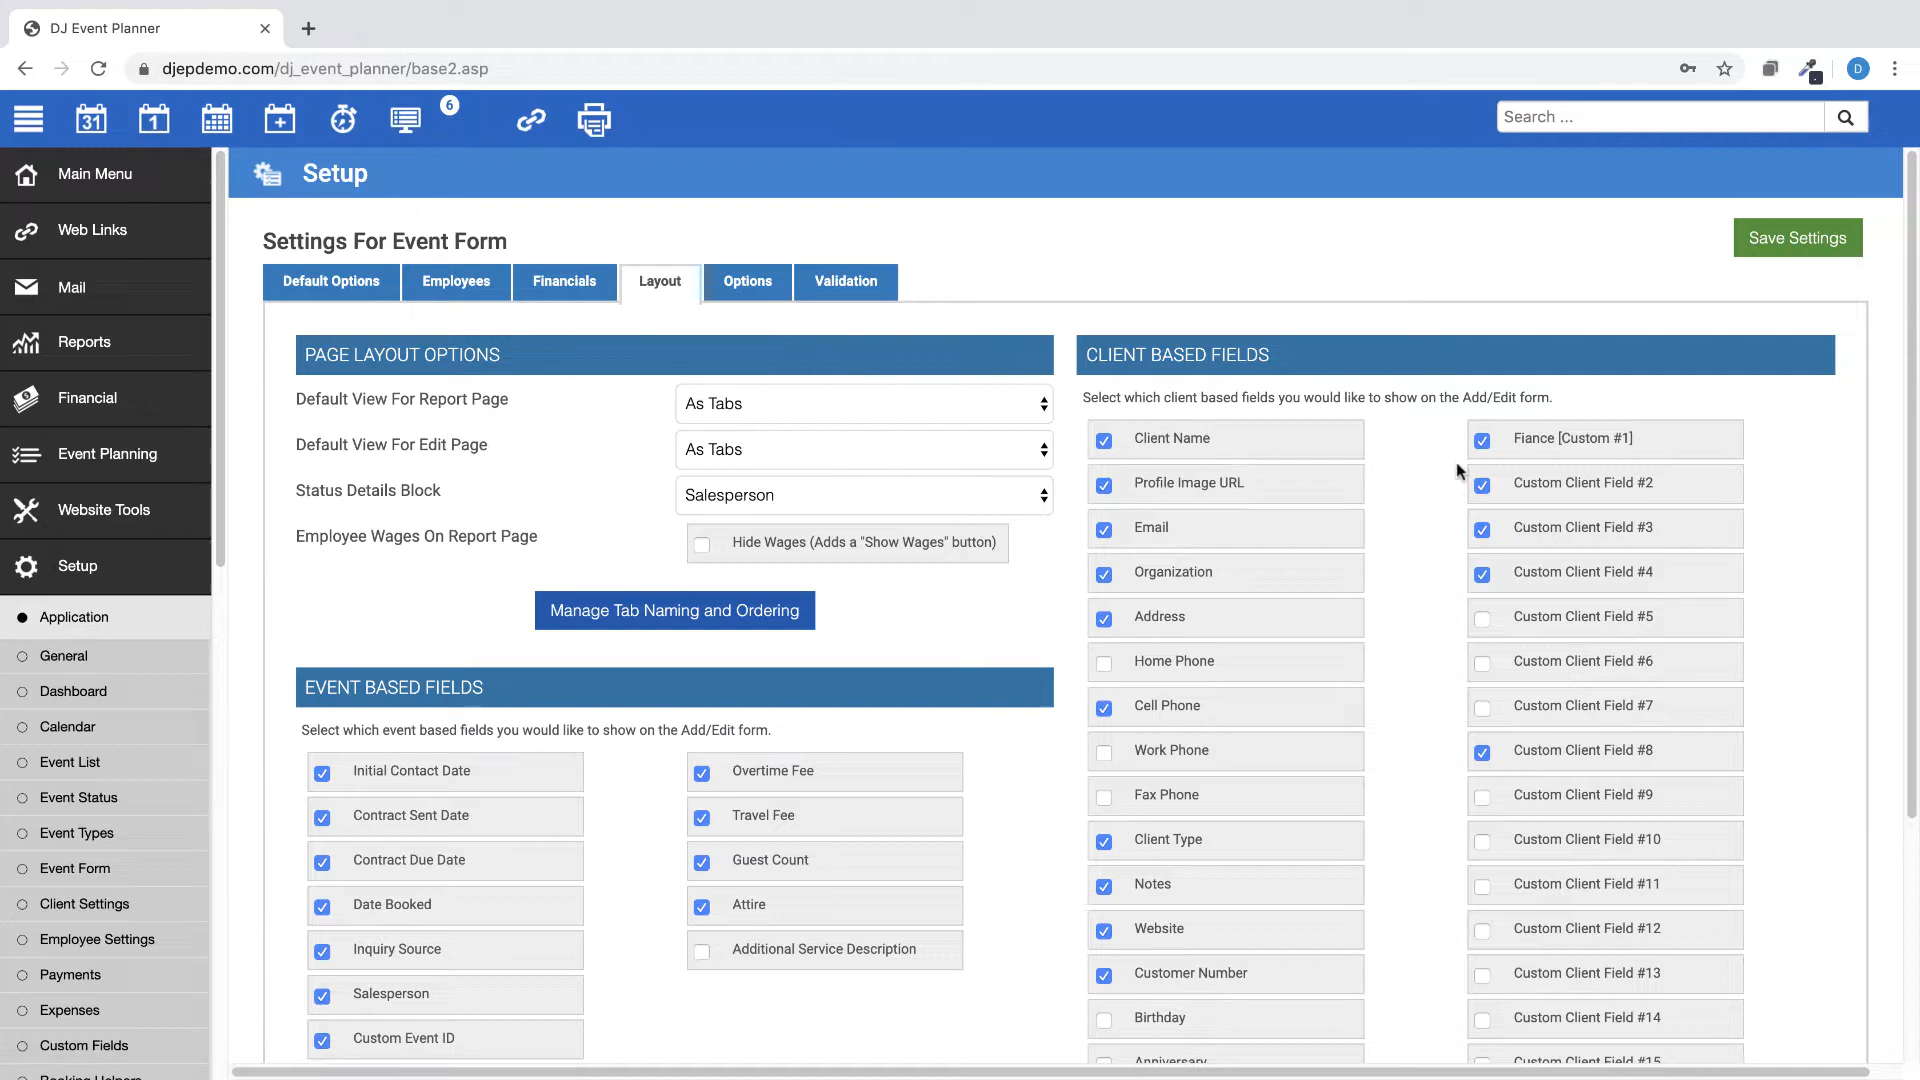 DJ Event Planner
djepdemo.com/dj_event_planner/base2.asp
D
31
1
6
Search ...
Main Menu
Web Links
Mail
Reports
Financial
Event Planning
Website Tools
Setup
Application
General
Dashboard
Calendar
Event List
Event Status
Event Types
Event Form
Client Settings
Employee Settings
Payments
Expenses
Custom Fields
Booking Helpers
Setup
Settings For Event Form
Save Settings
Default Options
Employees
Financials
Layout
Options
Validation
PAGE LAYOUT OPTIONS
Default View For Report Page
As Tabs
Default View For Edit Page
As Tabs
Status Details Block
Salesperson
Employee Wages On Report Page
Hide Wages (Adds a "Show Wages" button)
Manage Tab Naming and Ordering
EVENT BASED FIELDS
Select which event based fields you would like to show on the Add/Edit form.
Initial Contact Date
Contract Sent Date
Contract Due Date
Date Booked
Inquiry Source
Salesperson
Custom Event ID
Overtime Fee
Travel Fee
Guest Count
Attire
Additional Service Description
CLIENT BASED FIELDS
Select which client based fields you would like to show on the Add/Edit form.
Client Name
Profile Image URL
Email
Organization
Address
Home Phone
Cell Phone
Work Phone
Fax Phone
Client Type
Notes
Website
Customer Number
Birthday
Anniversary
Fiance [Custom #1]
Custom Client Field #2
Custom Client Field #3
Custom Client Field #4
Custom Client Field #5
Custom Client Field #6
Custom Client Field #7
Custom Client Field #8
Custom Client Field #9
Custom Client Field #10
Custom Client Field #11
Custom Client Field #12
Custom Client Field #13
Custom Client Field #14
Custom Client Field #15